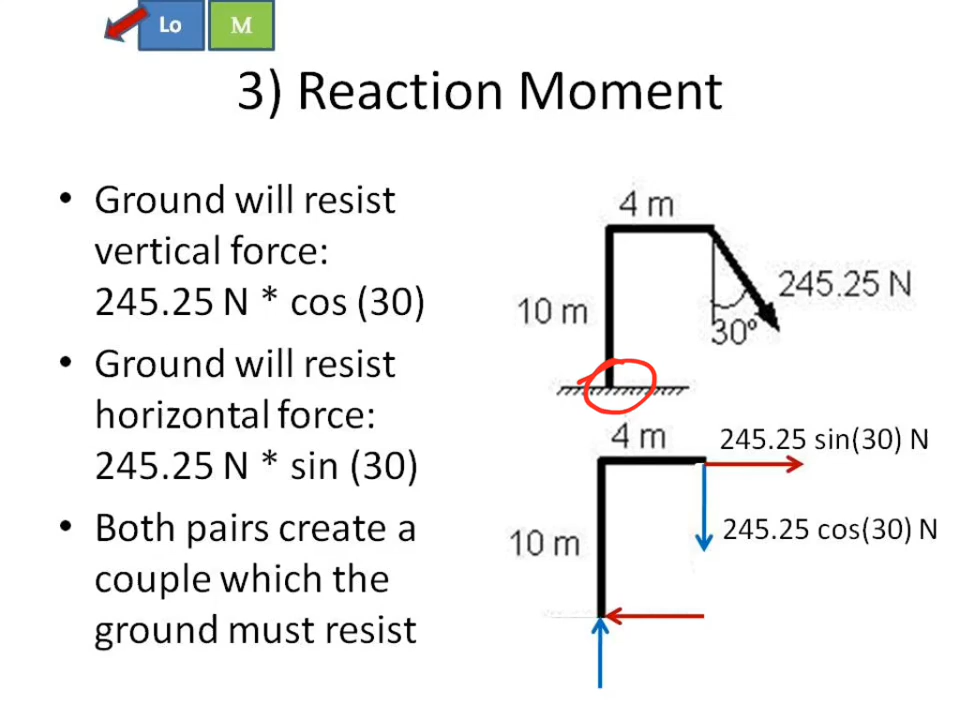 Lo
M
3) Reaction Moment
• Ground will resist
vertical force:
245.25 N * cos (30)
• Ground will resist
horizontal force:
245.25 N * sin (30)
• Both pairs create a
couple which the
ground must resist
4 m
245.25 N
10 m
30º
4 m
245.25 sin(30) N
245.25 cos(30) N
10 m